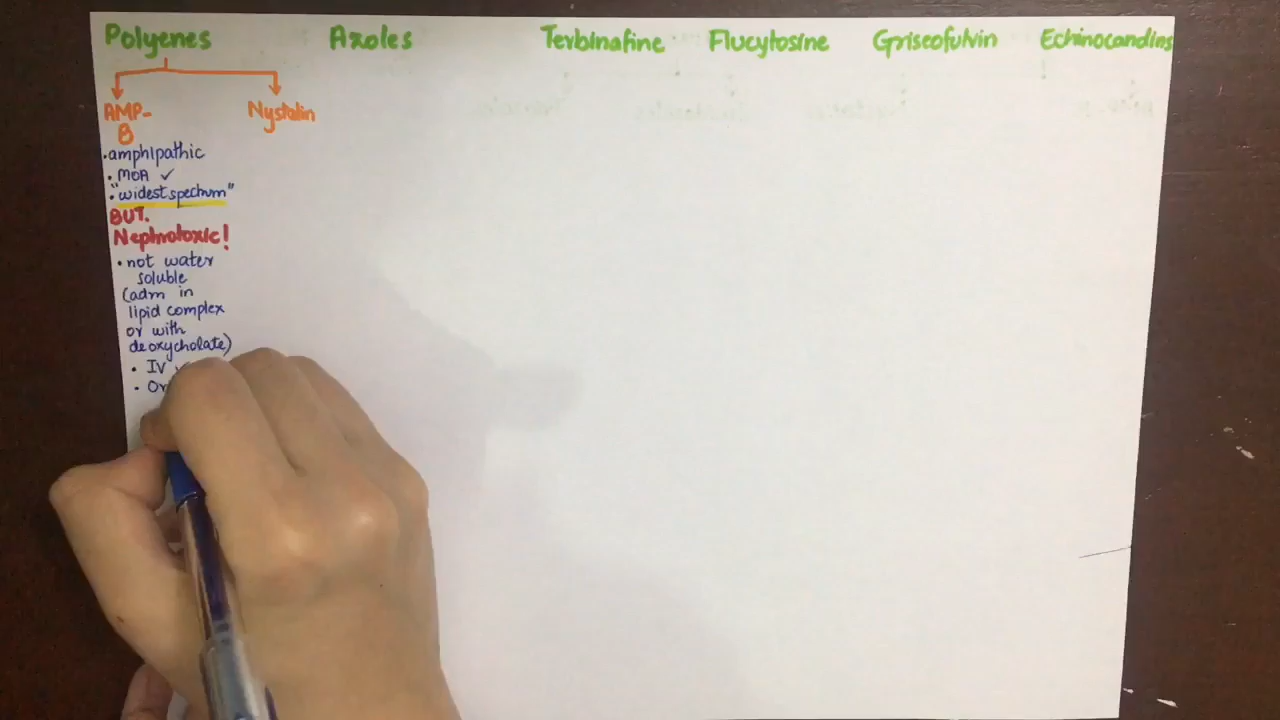 Polyenes Azoles Terbinafine Flucytosine Griseofulvin Echinocandins
AMP-
B
Nystatin
•amphipathic
• MOA ✓
• "widest spectrum"
BUT.
Nephrotoxic!
• not water
soluble
(adm in
lipid complex
or with
deoxycholate)
• IV ✓